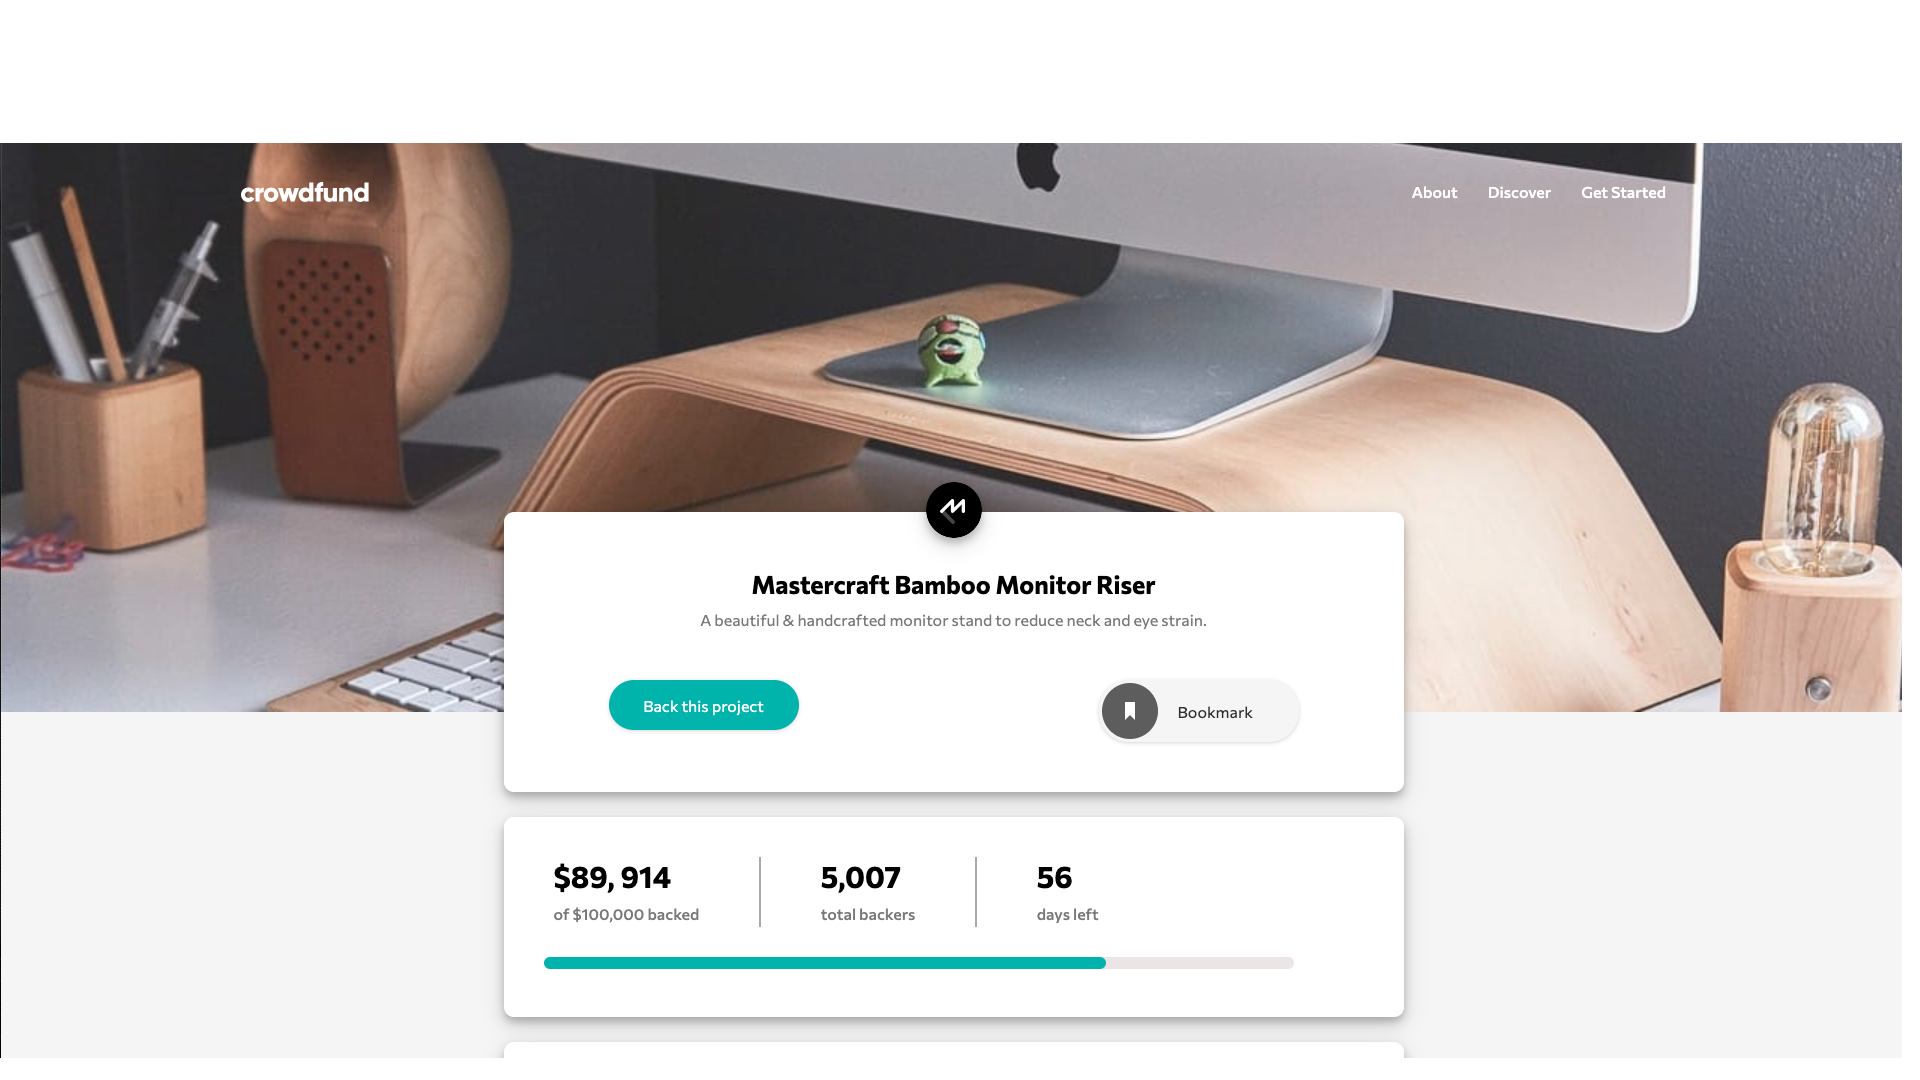 crowdfund
About Discover Get Started
Mastercraft Bamboo Monitor Riser
A beautiful & handcrafted monitor stand to reduce neck and eye strain.
Back this project
Bookmark
$89, 914
of $100,000 backed
5,007
total backers
56
days left